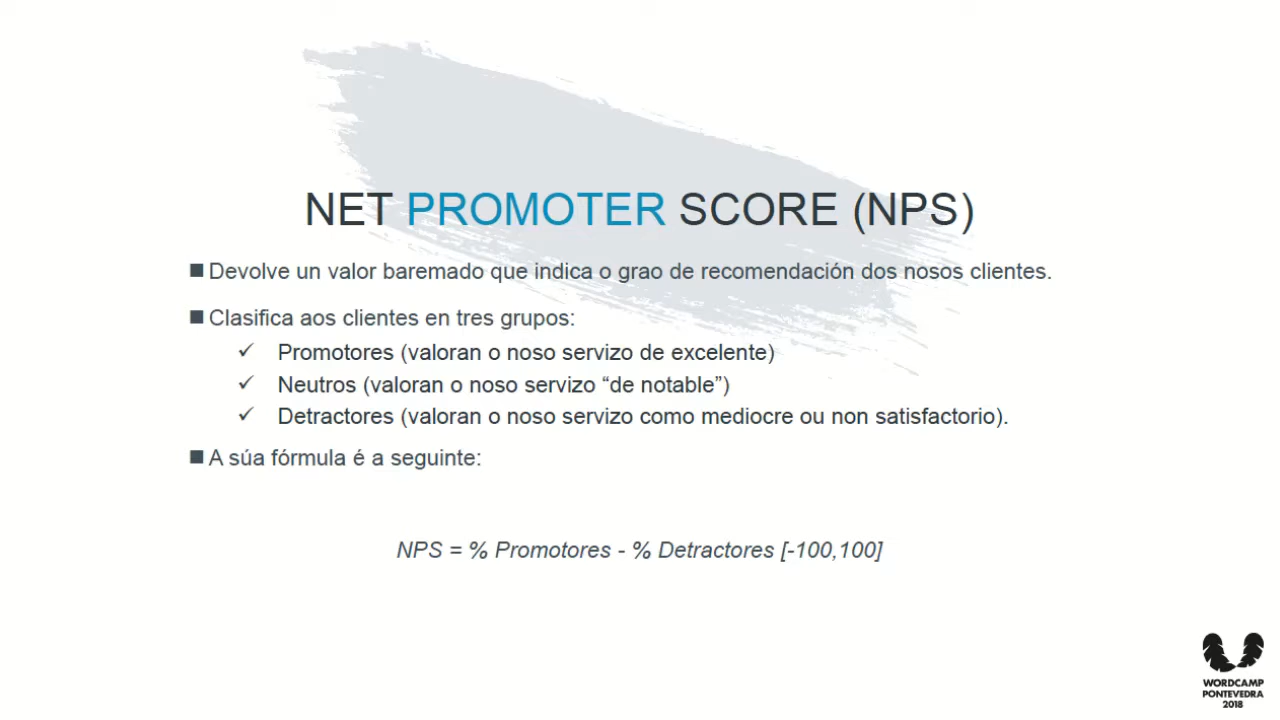 NET PROMOTER SCORE (NPS)
Devolve un valor baremado que indica o grao de recomendación dos nosos clientes.
Clasifica aos clientes en tres grupos:
Promotores (valoran o noso servizo de excelente)
Neutros (valoran o noso servizo “de notable”)
Detractores (valoran o noso servizo como mediocre ou non satisfactorio).
A súa fórmula é a seguinte:
NPS = % Promotores - % Detractores [-100,100]
WORDCAMP
PONTEVEDRA
2018